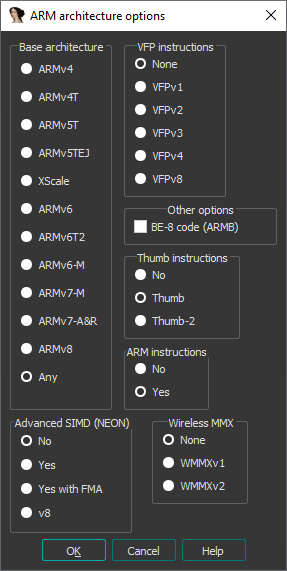 ARM architecture options
Base architecture
ARMv4
ARMv4T
ARMv5T
ARMv5TEJ
XScale
ARMv6
ARMv6T2
ARMv6-M
ARMv7-M
ARMv7-A&R
ARMv8
Any
VFP instructions
None
VFPv1
VFPv2
VFPv3
VFPv4
VFPv8
Other options
BE-8 code (ARMB)
Thumb instructions
No
Thumb
Thumb-2
ARM instructions
No
Yes
Advanced SIMD (NEON)
No
Yes
Yes with FMA
v8
Wireless MMX
None
WMMXv1
WMMXv2
OK Cancel Help